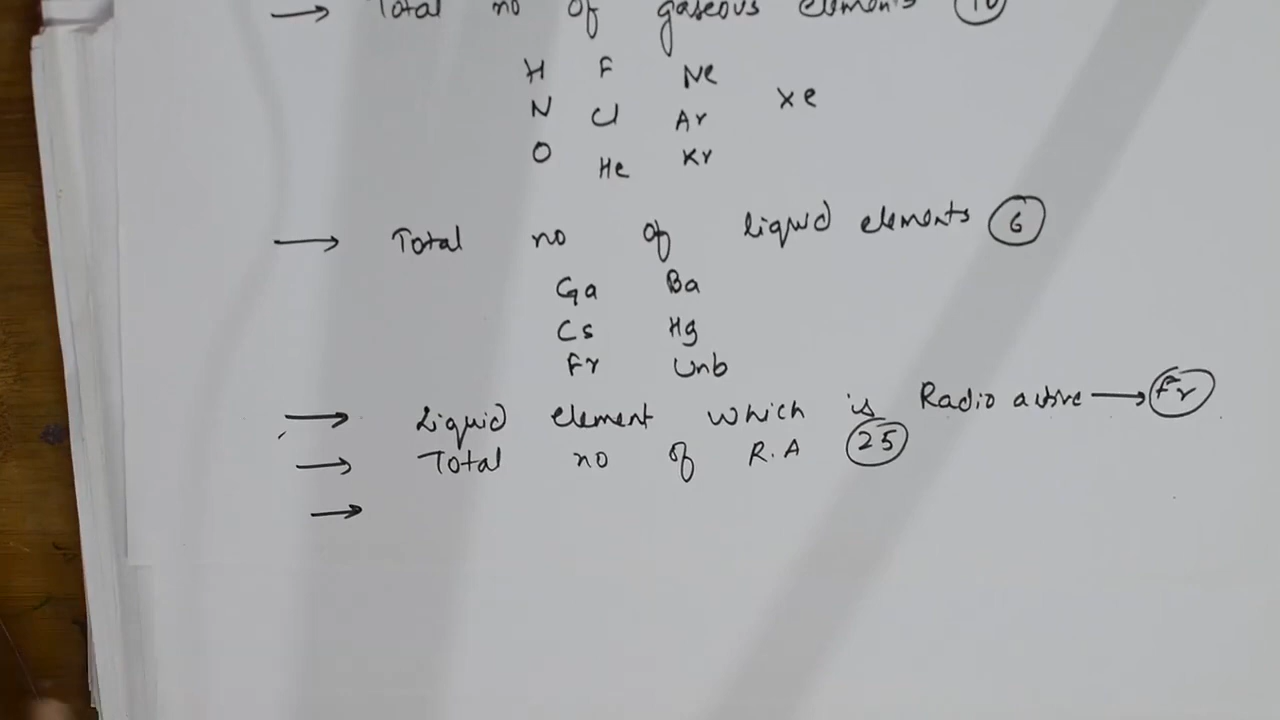 → Total no of gaseous elements 10
H F Ne
Xe
N Cl Ar
O He Kr
→ Total no of liquid elements 6
Ga Ba
Cs Hg
Fr Unb
→ Liquid element which is Radio active → Fr
→ Total no of R.A 25
→